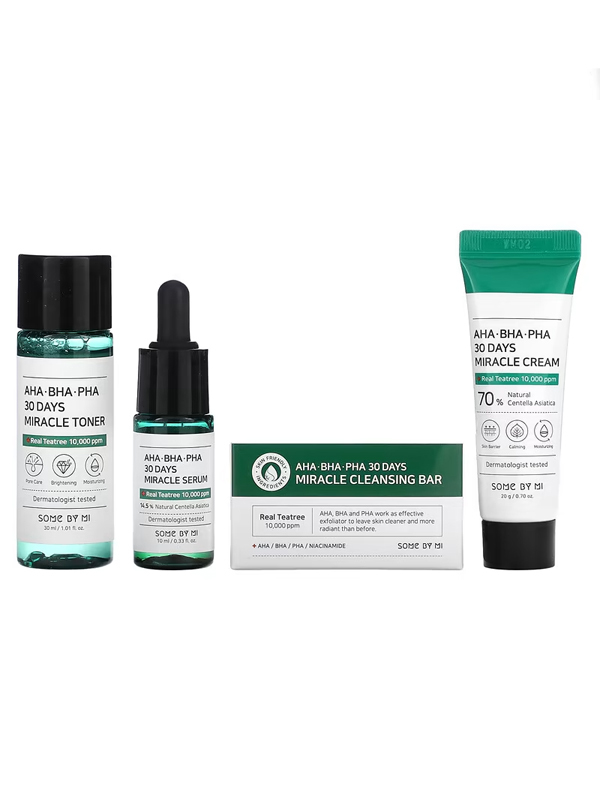 AHA·BHA·PHA
30 DAYS
MIRACLE TONER
+ Real Teatree 10,000 ppm
Pore Care
Brightening
Moisturizing
Dermatologist tested
SOME BY MI
30 ml / 1.01 fl. oz.
AHA·BHA·PHA
30 DAYS
MIRACLE SERUM
+ Real Teatree 10,000 ppm
14.5 % Natural Centella Asiatica
Dermatologist tested
SOME BY MI
10 ml / 0.33 fl. oz.
SKIN FRIENDLY
INGREDIENTS
AHA·BHA·PHA 30 DAYS
MIRACLE CLEANSING BAR
Real Teatree
10,000 ppm
AHA, BHA and PHA work as effective
exfoliator to leave skin cleaner and more
radiant than before.
+ AHA / BHA / PHA / NIACINAMIDE
SOME BY MI
AHA·BHA·PHA
30 DAYS
MIRACLE CREAM
+ Real Teatree 10,000 ppm
70 % Natural
Centella Asiatica
Skin Barrier
Calming
Moisturizing
Dermatologist tested
SOME BY MI
20 g / 0.70 oz.